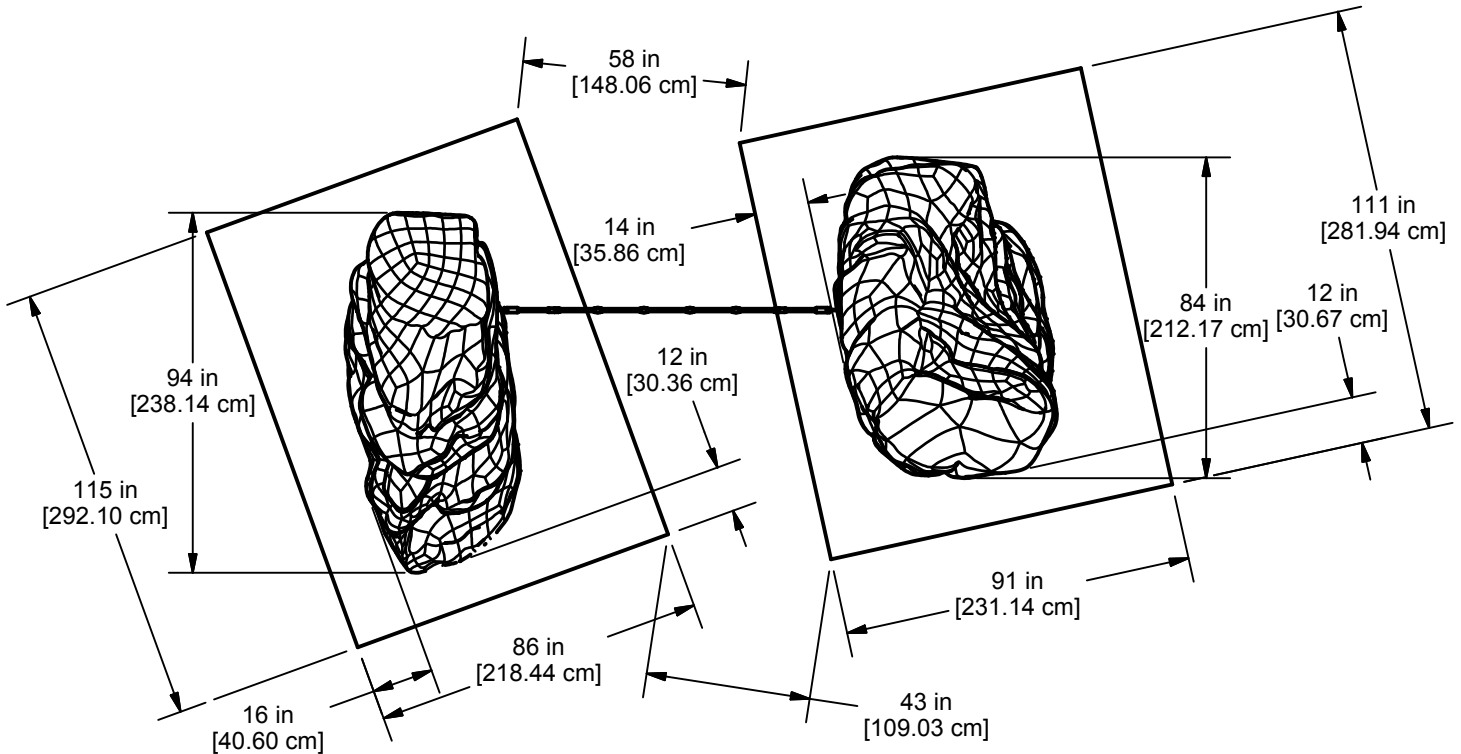 58 in
[148.06 cm]
14 in
[35.86 cm]
111 in
[281.94 cm]
84 in
[212.17 cm]
12 in
[30.67 cm]
94 in
[238.14 cm]
12 in
[30.36 cm]
115 in
[292.10 cm]
91 in
[231.14 cm]
86 in
[218.44 cm]
43 in
[109.03 cm]
16 in
[40.60 cm]